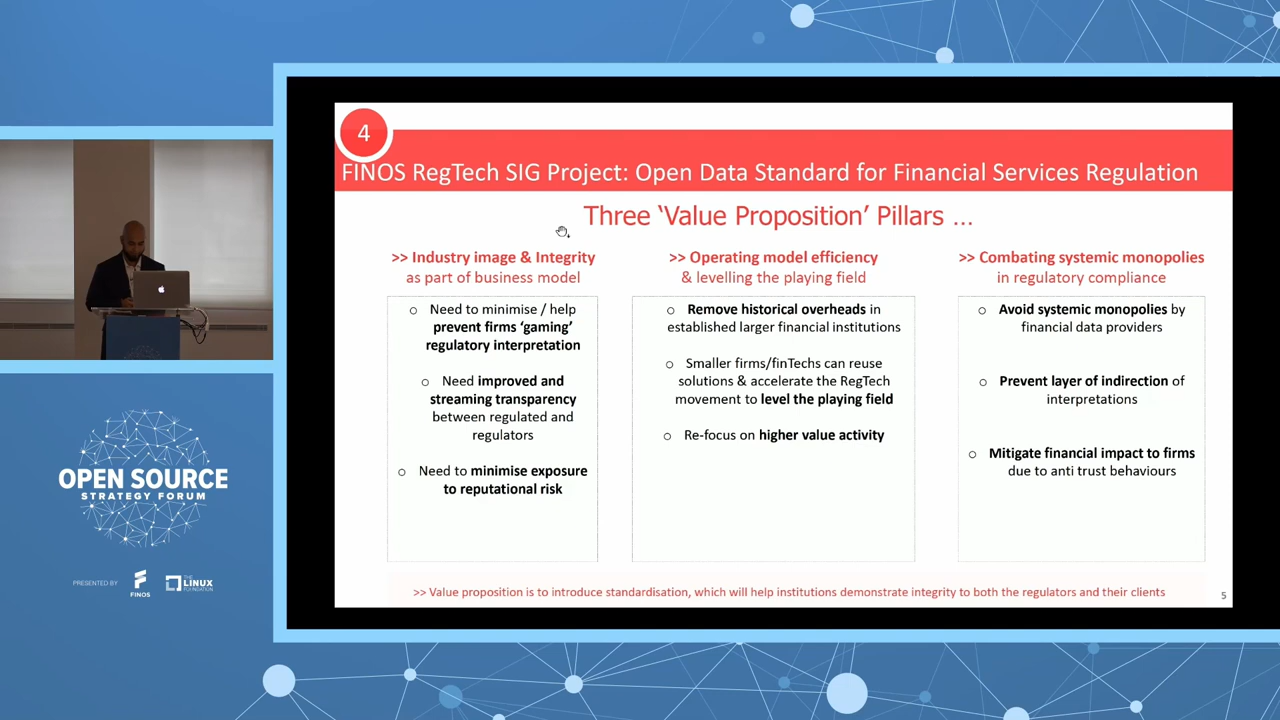 4
FINOS RegTech SIG Project: Open Data Standard for Financial Services Regulation
Three ‘Value Proposition’ Pillars …
>> Industry image & Integrity
as part of business model
○ Need to minimise / help
prevent firms ‘gaming’
regulatory interpretation
○ Need improved and
streaming transparency
between regulated and
regulators
○ Need to minimise exposure
to reputational risk
>> Operating model efficiency
& levelling the playing field
○ Remove historical overheads in
established larger financial institutions
○ Smaller firms/finTechs can reuse
solutions & accelerate the RegTech
movement to level the playing field
○ Re-focus on higher value activity
>> Combating systemic monopolies
in regulatory compliance
○ Avoid systemic monopolies by
financial data providers
○ Prevent layer of indirection of
interpretations
○ Mitigate financial impact to firms
due to anti trust behaviours
>> Value proposition is to introduce standardisation, which will help institutions demonstrate integrity to both the regulators and their clients
5
OPEN SOURCE
STRATEGY FORUM
PRESENTED BY
FINOS
THE
LINUX
FOUNDATION